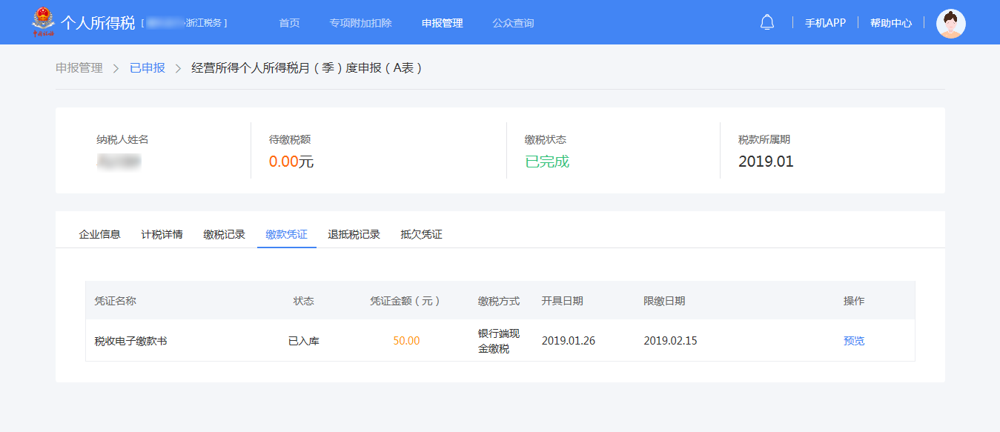 个人所得税 [ 浙江税务 ] 首页 专项附加扣除 申报管理 公众查询 手机APP 帮助中心
申报管理 > 已申报 > 经营所得个人所得税月（季）度申报（A表）
纳税人姓名 待缴税额 缴税状态 税款所属期
0.00元 已完成 2019.01
企业信息 计税详情 缴税记录 缴款凭证 退抵税记录 抵欠凭证
凭证名称 状态 凭证金额（元） 缴税方式 开具日期 限缴日期 操作
税收电子缴款书 已入库 50.00 银行端现金缴税 2019.01.26 2019.02.15 预览